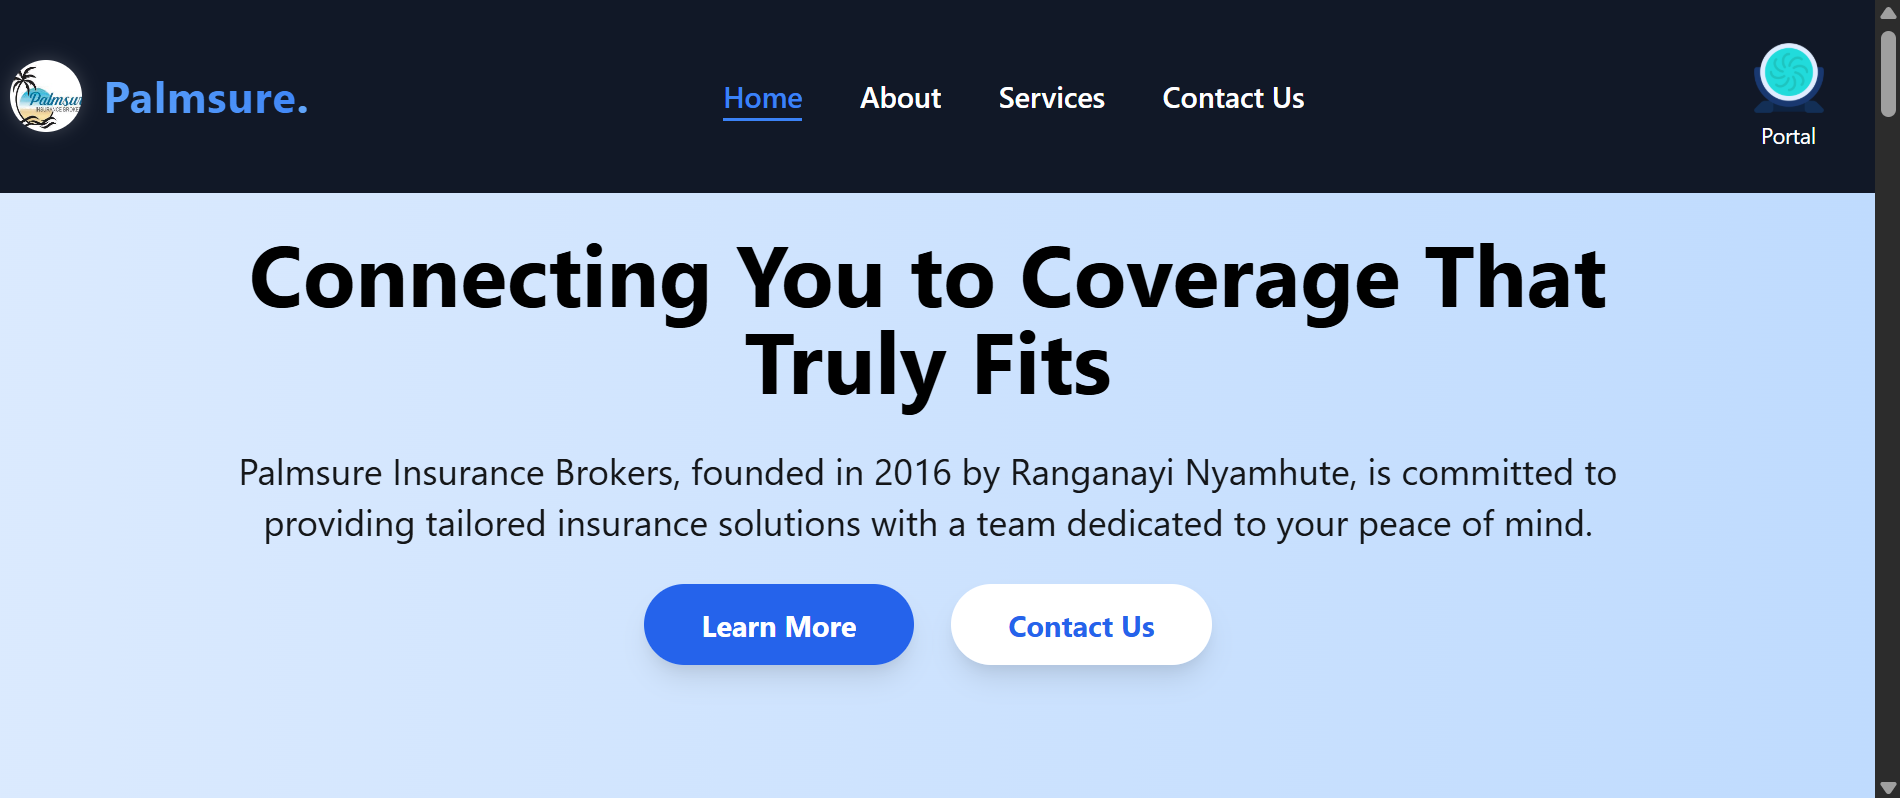 Palmsure.
Home
About
Services
Contact Us
Portal
Connecting You to Coverage That
Truly Fits
Palmsure Insurance Brokers, founded in 2016 by Ranganayi Nyamhute, is committed to
providing tailored insurance solutions with a team dedicated to your peace of mind.
Learn More
Contact Us